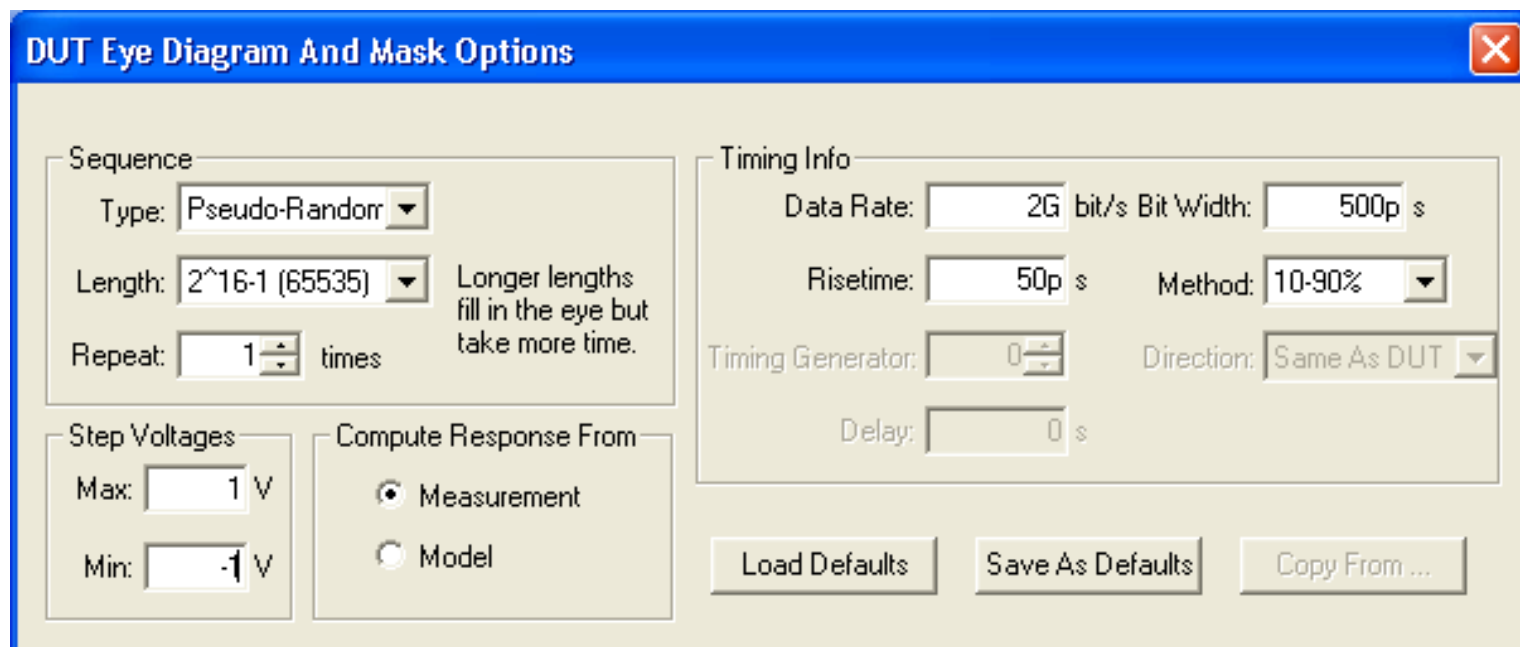 DUT Eye Diagram And Mask Options
Sequence
Type: Pseudo-Random
Length: 2^16-1 (65535)
Longer lengths
fill in the eye but
take more time.
Repeat: 1 times
Timing Info
Data Rate: 2G bit/s Bit Width: 500p s
Risetime: 50p s Method: 10-90%
Timing Generator: 0 Direction: Same As DUT
Delay: 0 s
Step Voltages
Max: 1 V
Min: -1 V
Compute Response From
Measurement
Model
Load Defaults Save As Defaults Copy From ...